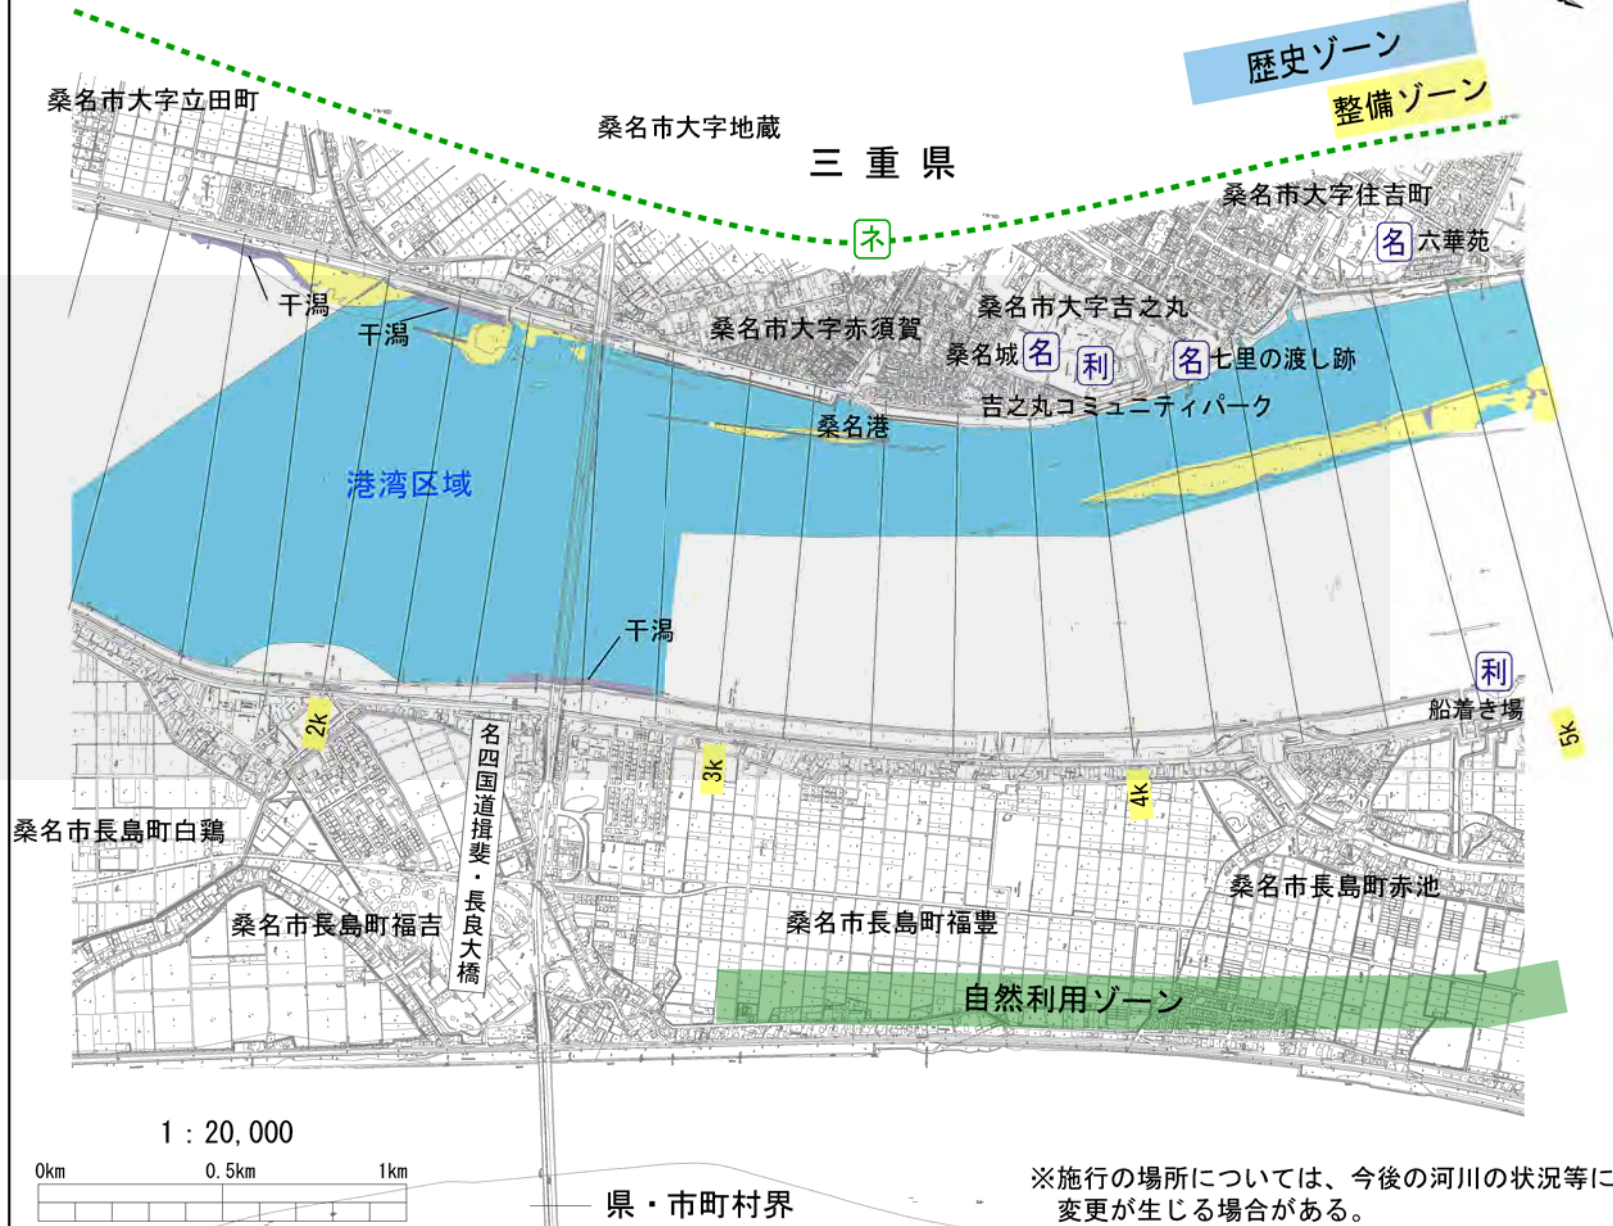 歴史ゾーン
整備ゾーン
桑名市大字立田町
桑名市大字地蔵
三重県
桑名市大字住吉町
ネ
名 六華苑
干潟
干潟
桑名市大字赤須賀
桑名市大字吉之丸
桑名城 名
利
名 七里の渡し跡
吉之丸コミュニティパーク
桑名港
港湾区域
干潟
利
船着き場
2k
3k
4k
5k
名四国道揖斐・長良大橋
桑名市長島町白鶏
桑名市長島町福吉
桑名市長島町福豊
桑名市長島町赤池
自然利用ゾーン
1：20,000
0km 0.5km 1km
県・市町村界
※施行の場所については、今後の河川の状況等に
変更が生じる場合がある。